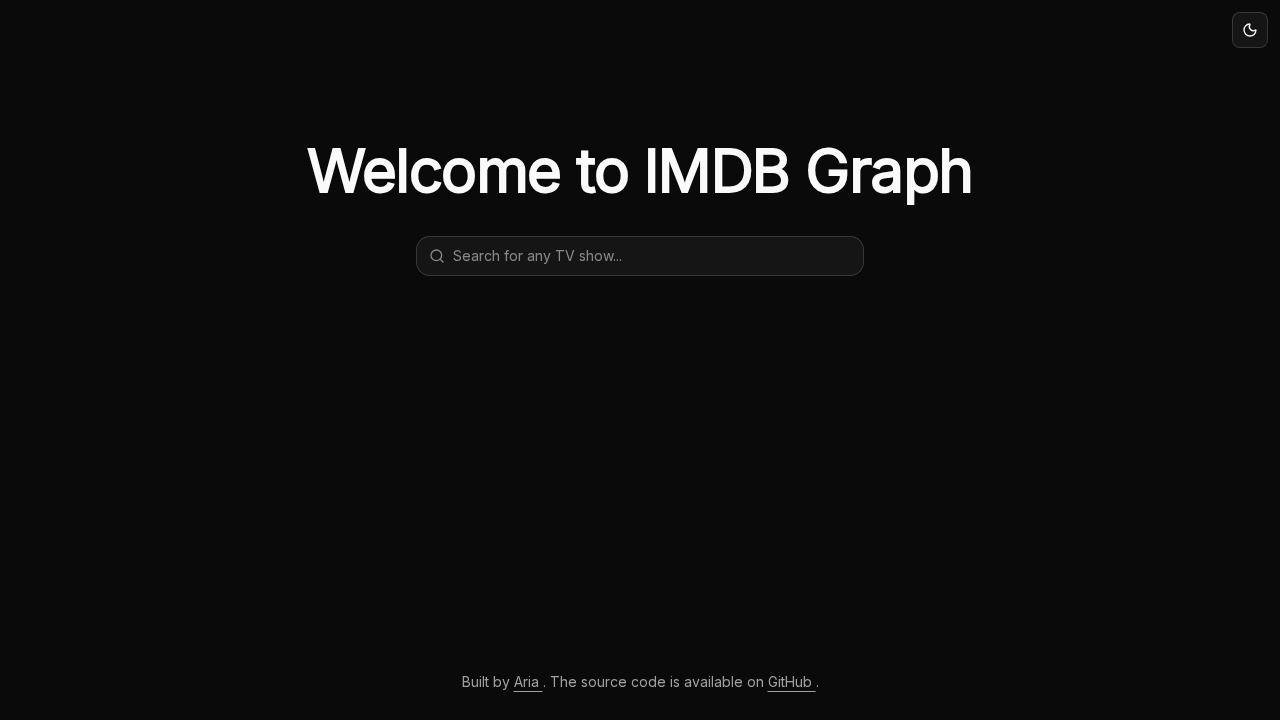 Welcome to IMDB Graph
Search for any TV show...
Built by Aria . The source code is available on GitHub .